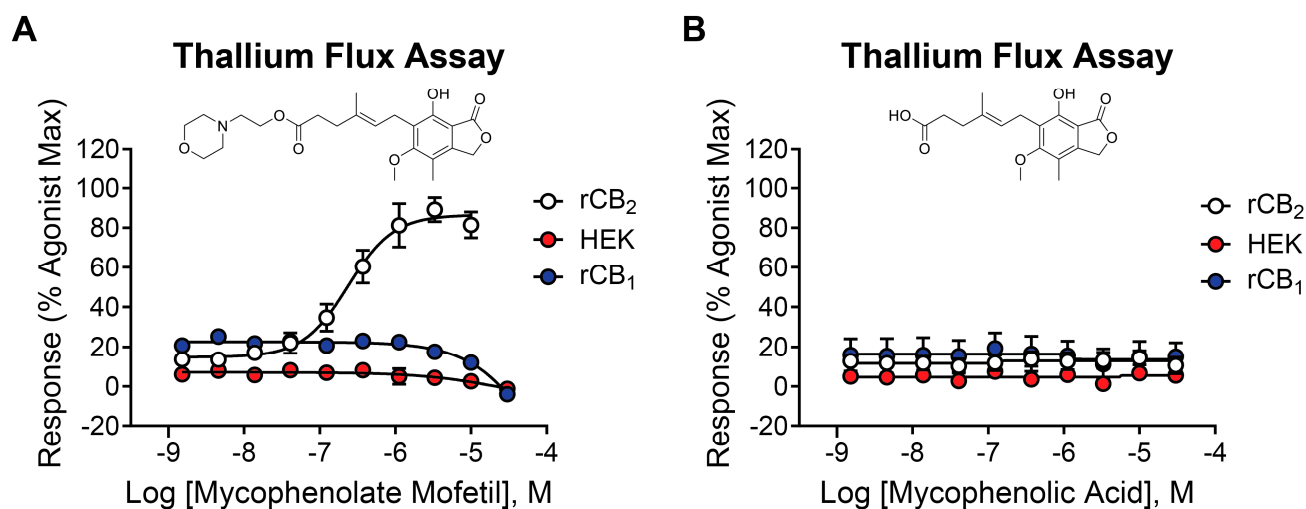 A
Thallium Flux Assay
OH
O
O
N
O
O
O
O
Response (% Agonist Max)
120
100
80
60
40
20
0
-20
-9
-8
-7
-6
-5
-4
Log [Mycophenolate Mofetil], M
rCB2
HEK
rCB1
B
Thallium Flux Assay
OH
O
HO
O
O
O
Response (% Agonist Max)
120
100
80
60
40
20
0
-20
-9
-8
-7
-6
-5
-4
Log [Mycophenolic Acid], M
rCB2
HEK
rCB1